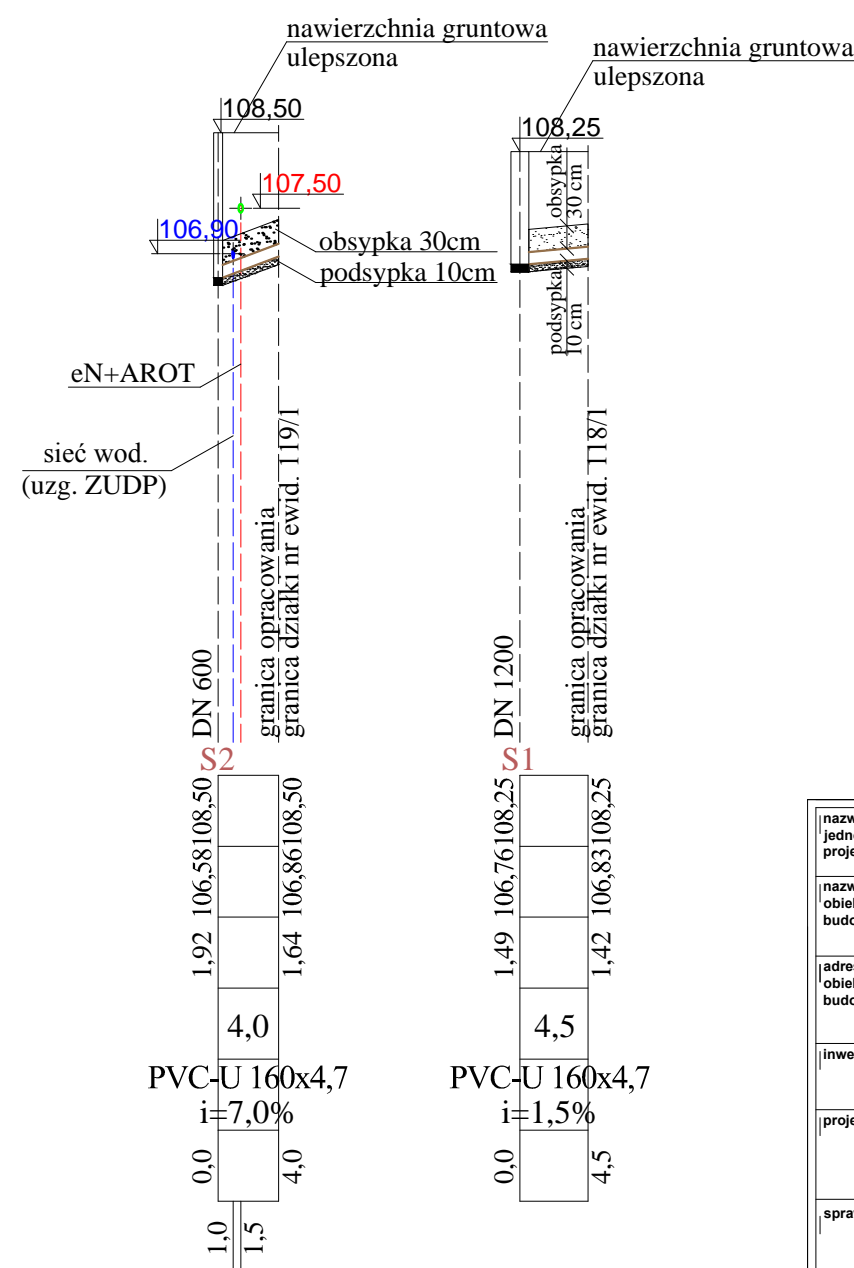 nawierzchnia gruntowa
ulepszona
108,50
107,50
106,90
obsypka 30cm
podsypka 10cm
eN+AROT
sieć wod.
(uzg. ZUDP)
granica opracowania
granica działki nr ewid. 119/1
DN 600
S2
108,50
108,50
106,58
106,86
1,92
1,64
4,0
PVC-U 160x4,7
i=7,0%
0,0
4,0
1,0
1,5
nawierzchnia gruntowa
ulepszona
108,25
obsypka
30 cm
podsypka
10 cm
granica opracowania
granica działki nr ewid. 118/1
DN 1200
S1
108,25
108,25
106,76
106,83
1,49
1,42
4,5
PVC-U 160x4,7
i=1,5%
0,0
4,5